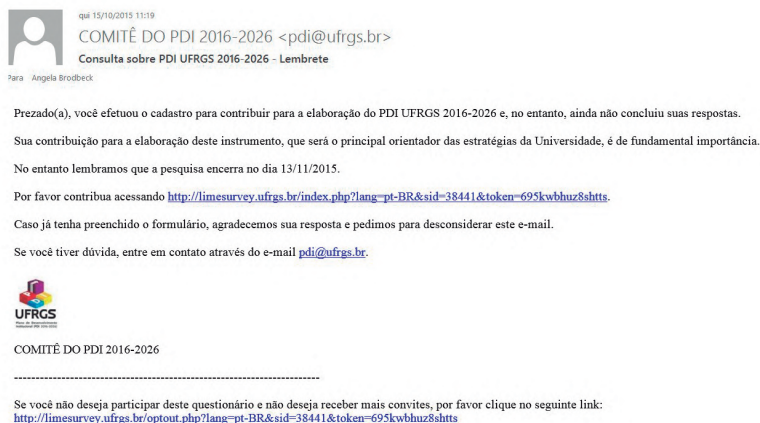 qui 15/10/2015 11:19
COMITÊ DO PDI 2016-2026 <pdi@ufrgs.br>
Consulta sobre PDI UFRGS 2016-2026 - Lembrete
Para Angela Brodbeck
Prezado(a), você efetuou o cadastro para contribuir para a elaboração do PDI UFRGS 2016-2026 e, no entanto, ainda não concluiu suas respostas.
Sua contribuição para a elaboração deste instrumento, que será o principal orientador das estratégias da Universidade, é de fundamental importância.
No entanto lembramos que a pesquisa encerra no dia 13/11/2015.
Por favor contribua acessando http://limesurvey.ufrgs.br/index.php?lang=pt-BR&sid=38441&token=695kwbhuz8shtts.
Caso já tenha preenchido o formulário, agradecemos sua resposta e pedimos para desconsiderar este e-mail.
Se você tiver dúvida, entre em contato através do e-mail pdi@ufrgs.br.
UFRGS
Plano de Desenvolvimento
COMITÊ DO PDI 2016-2026
------------------------------------------------------------------------
Se você não deseja participar deste questionário e não deseja receber mais convites, por favor clique no seguinte link:
http://limesurvey.ufrgs.br/optout.php?lang=pt-BR&sid=38441&token=695kwbhuz8shtts